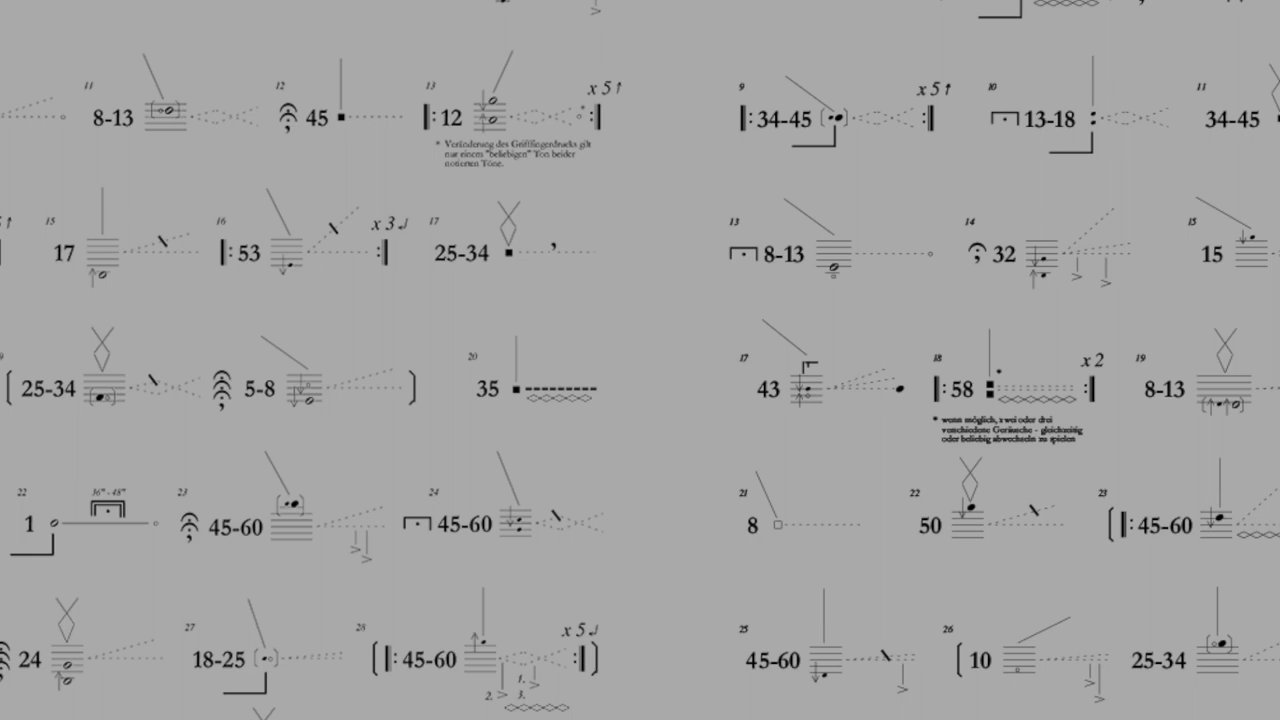 11 12 13 x 5 ↑
8-13 45 12
* Veränderung des Grifffingerdrucks gilt
nur einem "beliebigen" Ton beider
notierten Töne.
15 16 x 3 ↲ 17
17 53 25-34
20
25-34 5-8 35
22 36"-48" 23 24
1 45-60 45-60
27 28 x 5 ↲
24 18-25 45-60
1.
2. 3.
9 x 5 ↑ 10 11
34-45 13-18 34-45
13 14 15
8-13 32 15
17 18 x 2 19
43 58 * 8-13
* wenn möglich, zwei oder drei
verschiedene Geräusche - gleichzeitig
oder beliebig abwechseln zu spielen
21 22 23
8 50 45-60
25 26
45-60 10 25-34